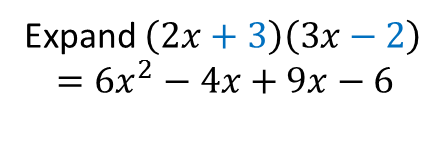 Expand (2x + 3)(3x − 2)
= 6x² − 4x + 9x − 6